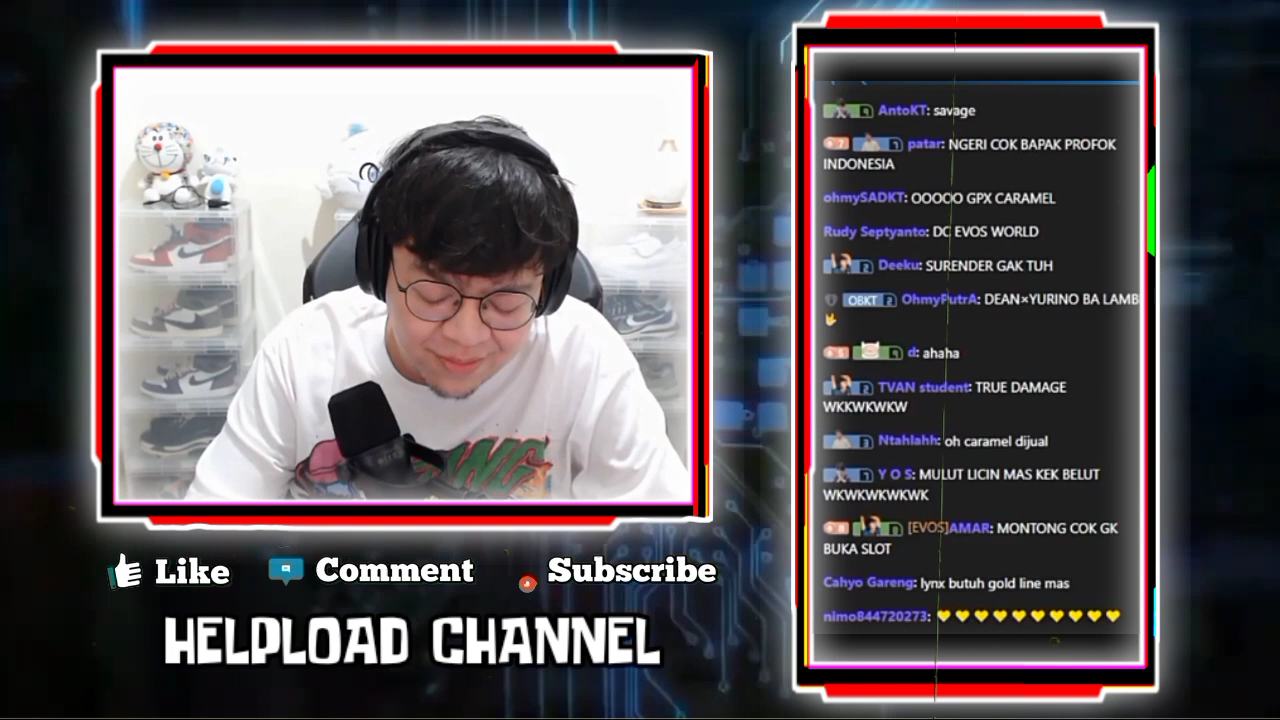 AntoKT: savage
patar: NGERI COK BAPAK PROFOK
INDONESIA
ohmySADKT: OOOOO GPX CARAMEL
Rudy Septyanto: DC EVOS WORLD
Deeku: SURENDER GAK TUH
OBKT 2 OhmyPutrA: DEAN×YURINO BA LAMB
d: ahaha
TVAN student: TRUE DAMAGE
WKKWKWKW
Ntahlahh: oh caramel dijual
Y O S: MULUT LICIN MAS KEK BELUT
WKWKWKWKWK
[EVOS]AMAR: MONTONG COK GK
BUKA SLOT
Cahyo Gareng: lynx butuh gold line mas
nimo844720273: 💛💛💛💛💛💛💛💛💛💛
Like Comment Subscribe
HELPLOAD CHANNEL